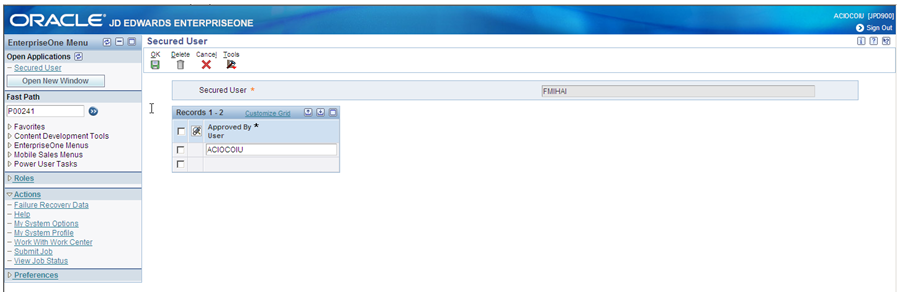 ORACLE® JD EDWARDS ENTERPRISEONE
ACIOCOIU [JPD900]
Sign Out
EnterpriseOne Menu
Open Applications
Secured User
Open New Window
Fast Path
P00241
Favorites
Content Development Tools
EnterpriseOne Menus
Mobile Sales Menus
Power User Tasks
Roles
Actions
Failure Recovery Data
Help
My System Options
My System Profile
Work With Work Center
Submit Job
View Job Status
Preferences
Secured User
OK Delete Cancel Tools
Secured User * FMIHAI
Records 1 - 2 Customize Grid
Approved By *
User
ACIOCOIU